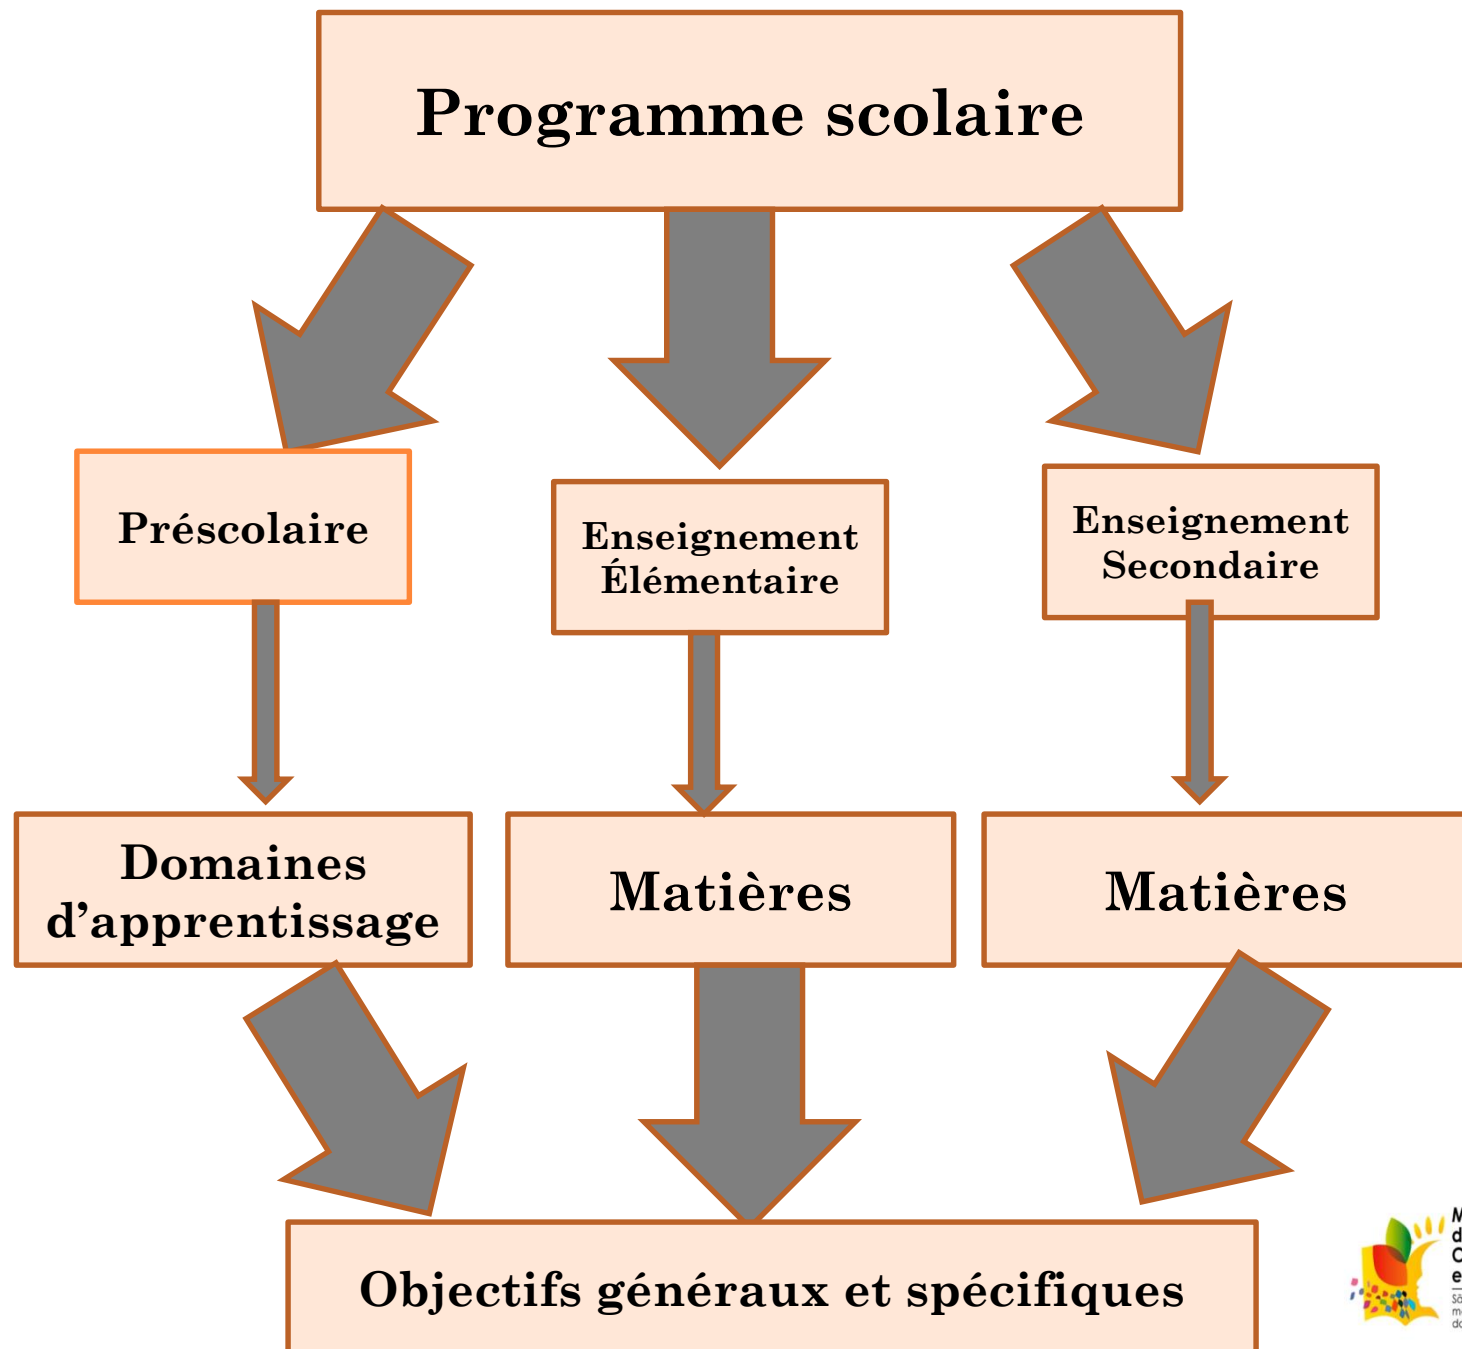 Programme scolaire
Préscolaire
Enseignement
Élémentaire
Enseignement
Secondaire
Domaines
d’apprentissage
Matières
Matières
Objectifs généraux et spécifiques